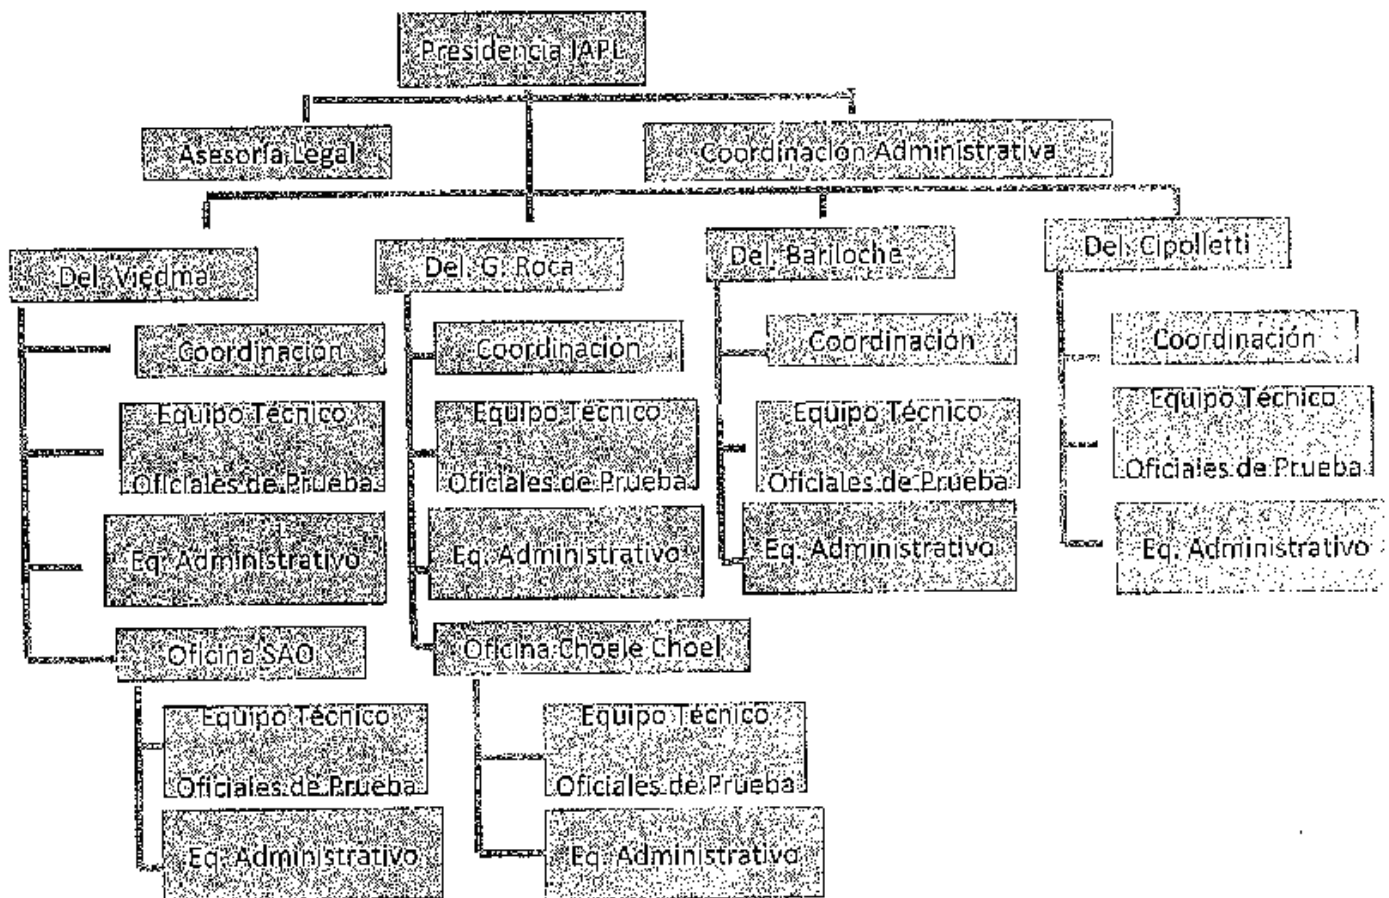 Presidencia IAPL
Asesoría Legal
Coordinación Administrativa
Del. Viedma
Del. G. Roca
Del. Bariloche
Del. Cipolletti
Coordinación
Coordinación
Coordinación
Coordinación
Equipo Técnico
Oficiales de Prueba
Equipo Técnico
Oficiales de Prueba
Equipo Técnico
Oficiales de Prueba
Equipo Técnico
Oficiales de Prueba
Eq. Administrativo
Eq. Administrativo
Eq. Administrativo
Eq. Administrativo
Oficina SAO
Oficina Choele Choel
Equipo Técnico
Oficiales de Prueba
Equipo Técnico
Oficiales de Prueba
Eq. Administrativo
Eq. Administrativo